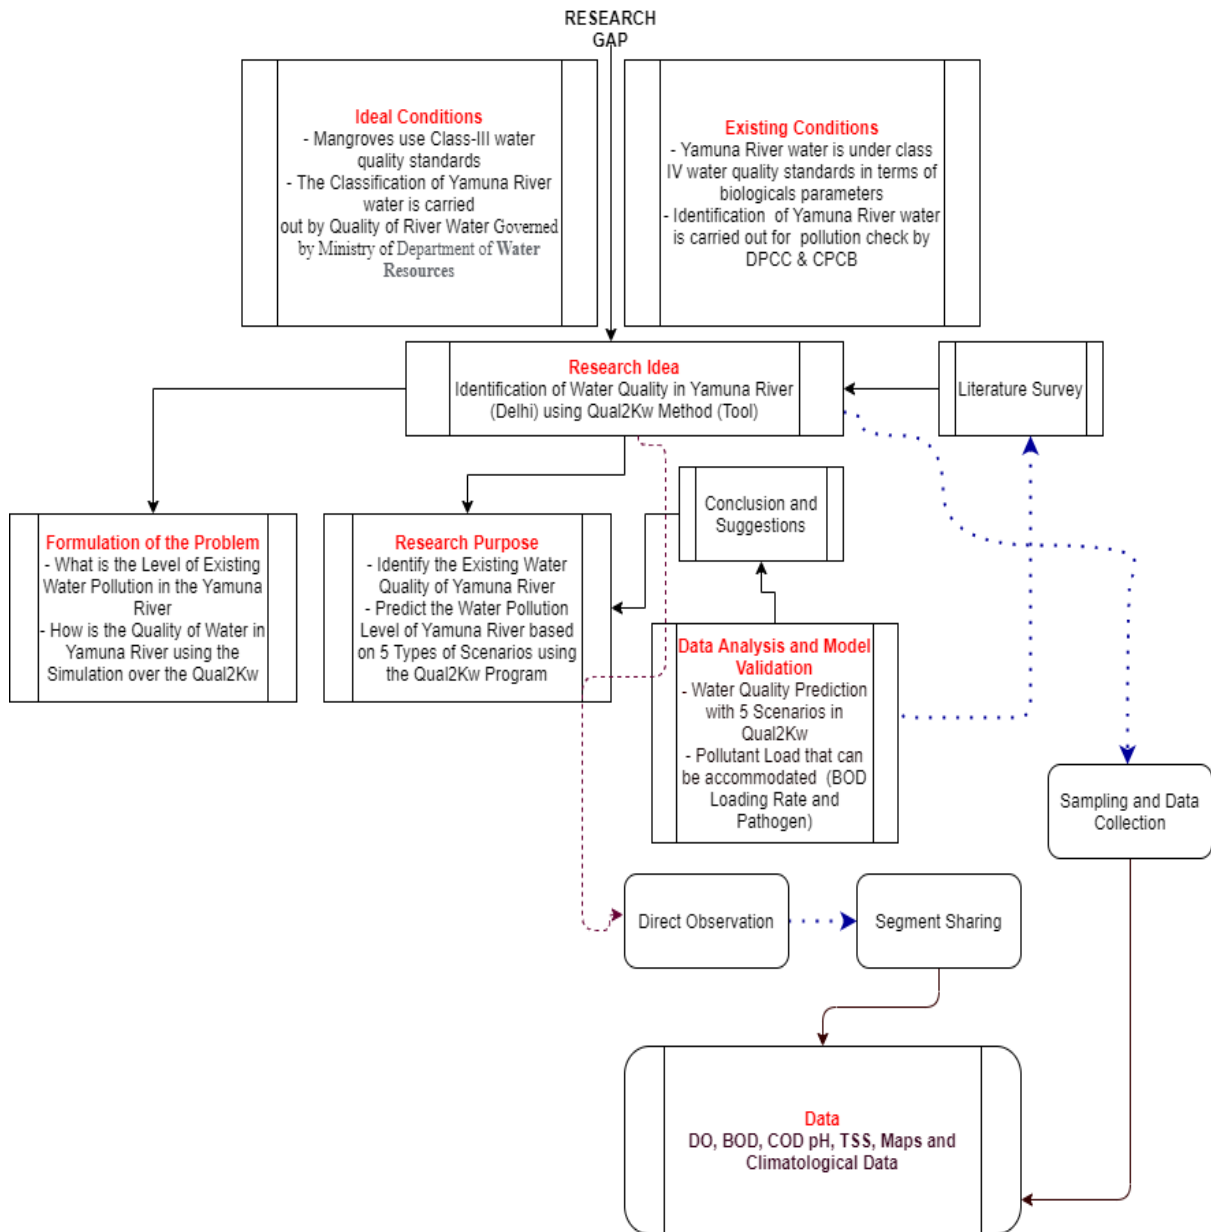 RESEARCH
GAP
Ideal Conditions
- Mangroves use Class-III water
quality standards
- The Classification of Yamuna River
water is carried
out by Quality of River Water Governed
by Ministry of Department of Water
Resources
Existing Conditions
- Yamuna River water is under class
IV water quality standards in terms of
biologicals parameters
- Identification of Yamuna River water
is carried out for pollution check by
DPCC & CPCB
Research Idea
Identification of Water Quality in Yamuna River
(Delhi) using Qual2Kw Method (Tool)
Literature Survey
Formulation of the Problem
- What is the Level of Existing
Water Pollution in the Yamuna
River
- How is the Quality of Water in
Yamuna River using the
Simulation over the Qual2Kw
Research Purpose
- Identify the Existing Water
Quality of Yamuna River
- Predict the Water Pollution
Level of Yamuna River based
on 5 Types of Scenarios using
the Qual2Kw Program
Conclusion and
Suggestions
Data Analysis and Model
Validation
- Water Quality Prediction
with 5 Scenarios in
Qual2Kw
- Pollutant Load that can
be accommodated (BOD
Loading Rate and
Pathogen)
Sampling and Data
Collection
Direct Observation
Segment Sharing
Data
DO, BOD, COD pH, TSS, Maps and
Climatological Data